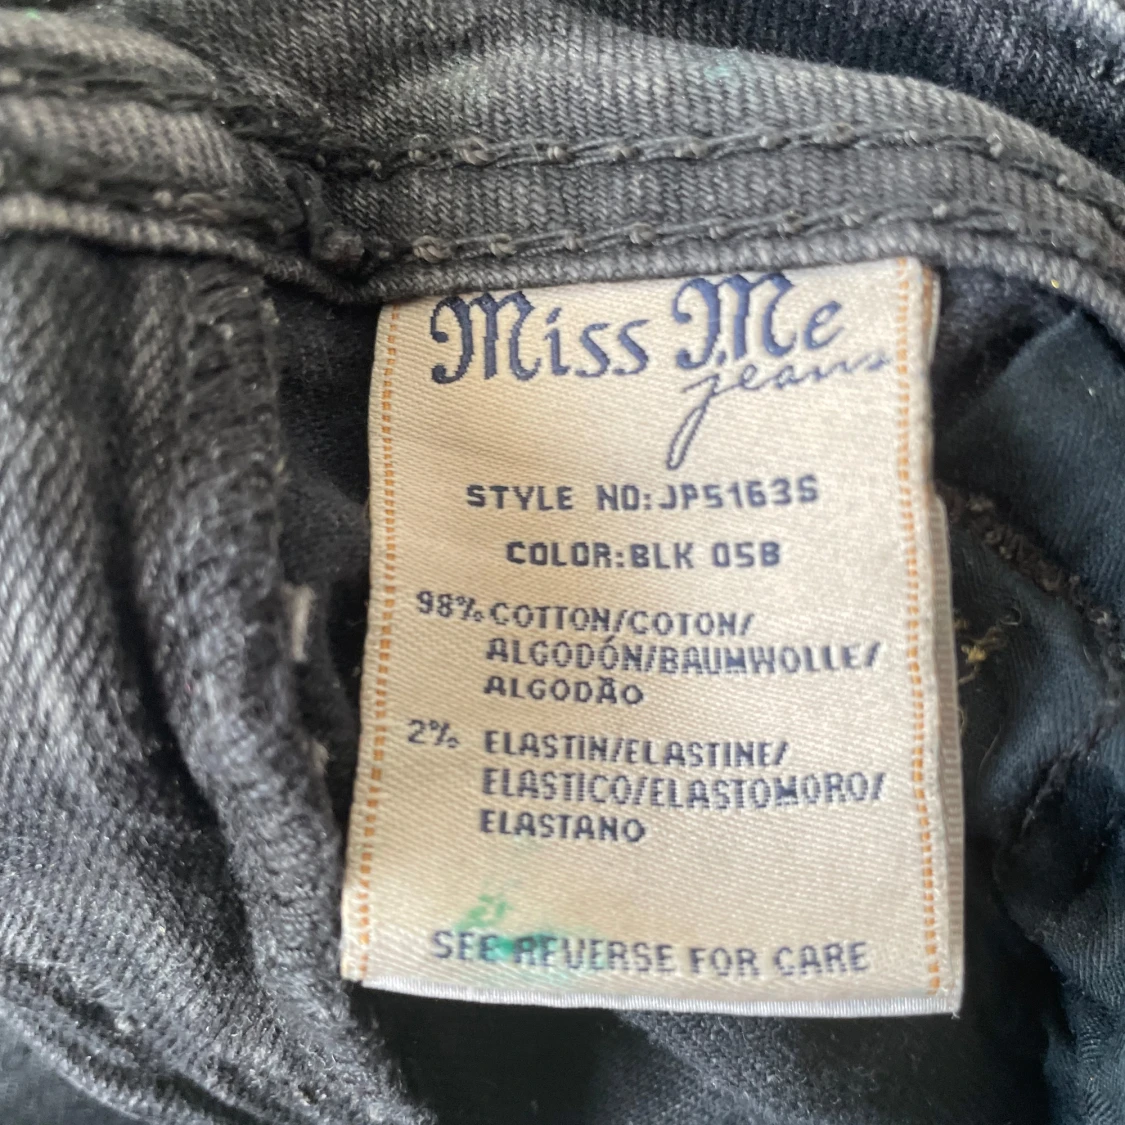 Miss Me
jeans
STYLE NO:JP5163S
COLOR:BLK 05B
98% COTTON/COTON/
ALGODÓN/BAUMWOLLE/
ALGODÃO
2% ELASTIN/ELASTINE/
ELASTICO/ELASTOMORO/
ELASTANO
SEE REVERSE FOR CARE